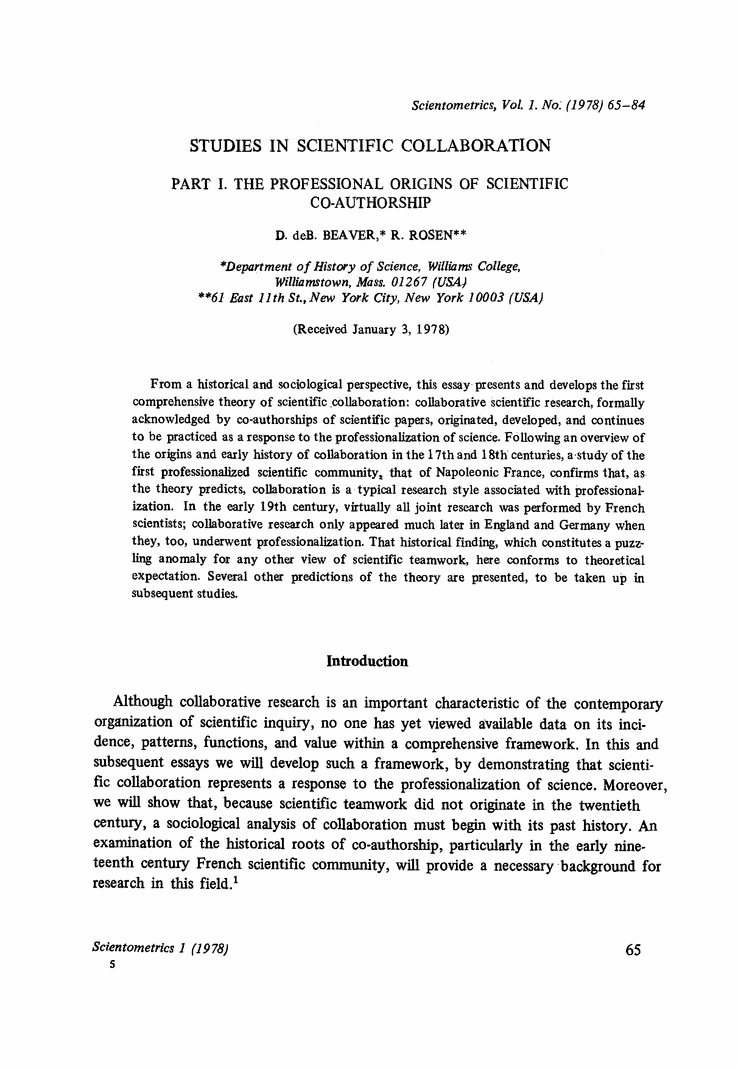 Scientometrics, Vol. 1. No. (1978) 65–84
STUDIES IN SCIENTIFIC COLLABORATION
PART I. THE PROFESSIONAL ORIGINS OF SCIENTIFIC
CO-AUTHORSHIP
D. deB. BEAVER,* R. ROSEN**
*Department of History of Science, Williams College,
Williamstown, Mass. 01267 (USA)
**61 East 11th St., New York City, New York 10003 (USA)
(Received January 3, 1978)
From a historical and sociological perspective, this essay presents and develops the first
comprehensive theory of scientific collaboration: collaborative scientific research, formally
acknowledged by co-authorships of scientific papers, originated, developed, and continues
to be practiced as a response to the professionalization of science. Following an overview of
the origins and early history of collaboration in the 17th and 18th centuries, a study of the
first professionalized scientific community, that of Napoleonic France, confirms that, as
the theory predicts, collaboration is a typical research style associated with professional-
ization. In the early 19th century, virtually all joint research was performed by French
scientists; collaborative research only appeared much later in England and Germany when
they, too, underwent professionalization. That historical finding, which constitutes a puzz-
ling anomaly for any other view of scientific teamwork, here conforms to theoretical
expectation. Several other predictions of the theory are presented, to be taken up in
subsequent studies.
Introduction
Although collaborative research is an important characteristic of the contemporary
organization of scientific inquiry, no one has yet viewed available data on its inci-
dence, patterns, functions, and value within a comprehensive framework. In this and
subsequent essays we will develop such a framework, by demonstrating that scienti-
fic collaboration represents a response to the professionalization of science. Moreover,
we will show that, because scientific teamwork did not originate in the twentieth
century, a sociological analysis of collaboration must begin with its past history. An
examination of the historical roots of co-authorship, particularly in the early nine-
teenth century French scientific community, will provide a necessary background for
research in this field.¹
Scientometrics 1 (1978) 65
5